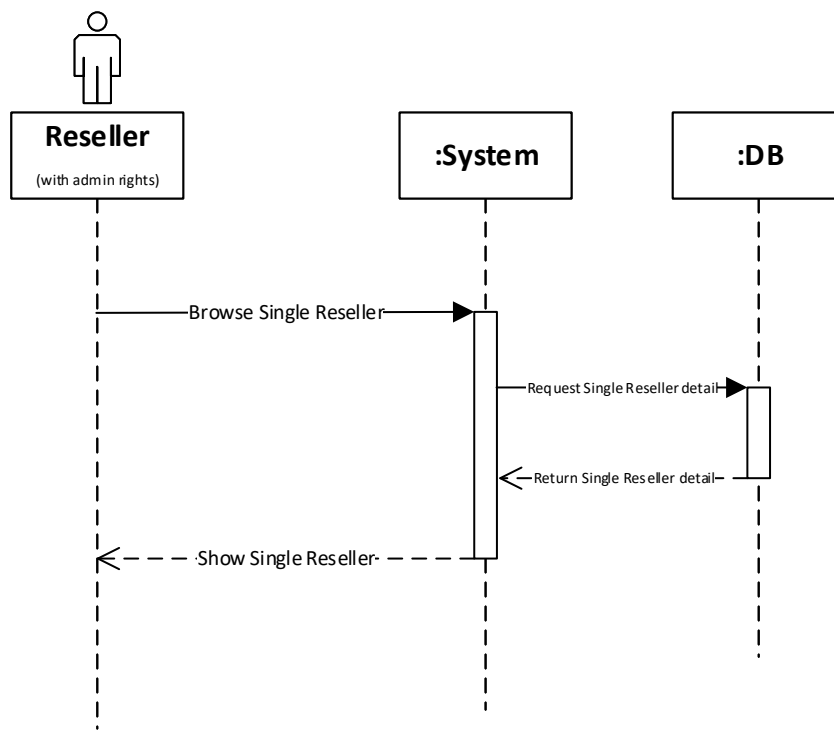 Reseller
(with admin rights)
:System
:DB
Browse Single Reseller
Request Single Reseller detail
Return Single Reseller detail
Show Single Reseller